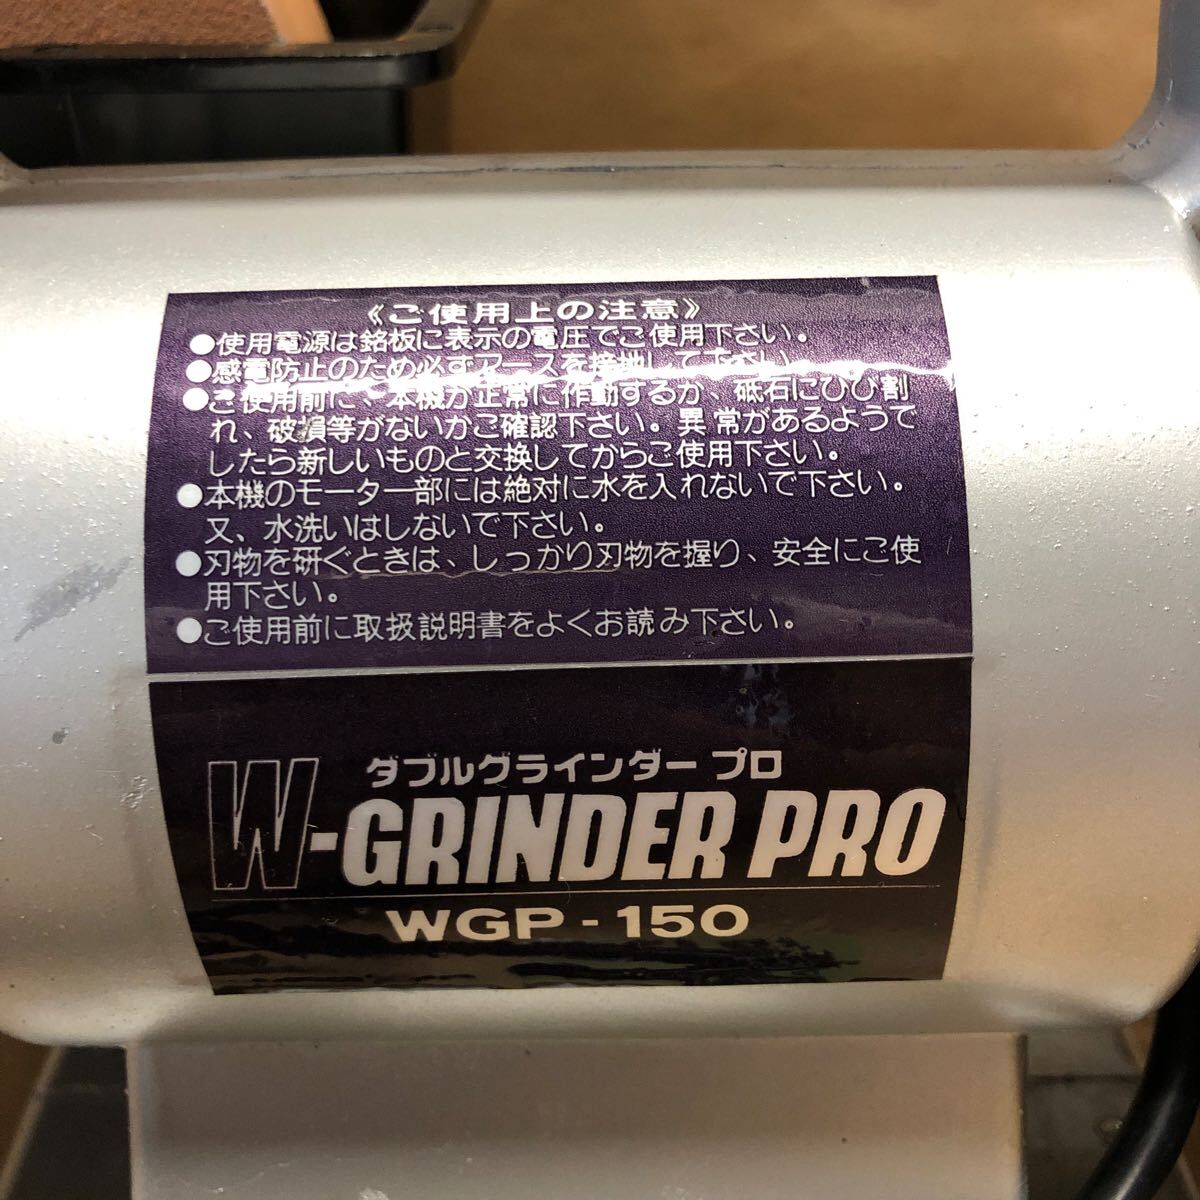 《ご使用上の注意》
●使用電源は銘板に表示の電圧でご使用下さい。
●感電防止のため必ずアースを接地して下さい。
●ご使用前に、本機が正常に作動するか、砥石にひび割
れ、破損等がないかご確認下さい。異常があるようで
したら新しいものと交換してからご使用下さい。
●本機のモーター部には絶対に水を入れないで下さい。
又、水洗いはしないで下さい。
●刃物を研ぐときは、しっかり刃物を握り、安全にご使
用下さい。
●ご使用前に取扱説明書をよくお読み下さい。
ダブルグラインダー プロ
W-GRINDER PRO
WGP-150